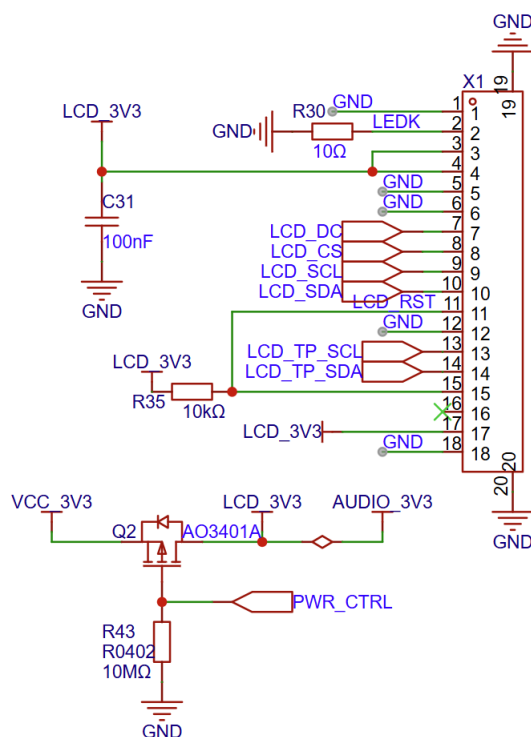 GND
X1
19
19
LCD_3V3
GND
1
1
R30
LEDK
2
2
GND
10Ω
3
3
4
4
GND
5
5
C31
GND
6
6
100nF
LCD_DC
7
7
LCD_CS
8
8
LCD_SCL
9
9
LCD_SDA
10
10
GND
LCD_RST
11
11
GND
12
12
LCD_TP_SCL
13
13
LCD_3V3
LCD_TP_SDA
14
14
R35
10kΩ
15
15
16
16
LCD_3V3
17
17
GND
18
18
20
20
GND
VCC_3V3
LCD_3V3
AUDIO_3V3
Q2
AO3401A
PWR_CTRL
R43
R0402
10MΩ
GND